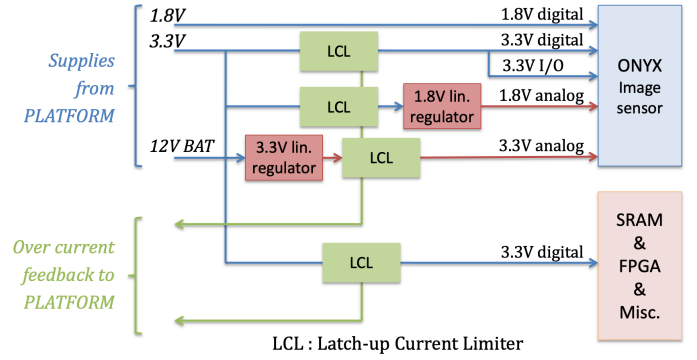 1.8V
1.8V digital
3.3V
LCL
3.3V digital
3.3V I/O
Supplies
from
PLATFORM
ONYX
Image
sensor
LCL
1.8V lin.
regulator
1.8V analog
12V BAT
3.3V lin.
regulator
LCL
3.3V analog
Over current
feedback to
PLATFORM
LCL
3.3V digital
SRAM
&
FPGA
&
Misc.
LCL : Latch-up Current Limiter